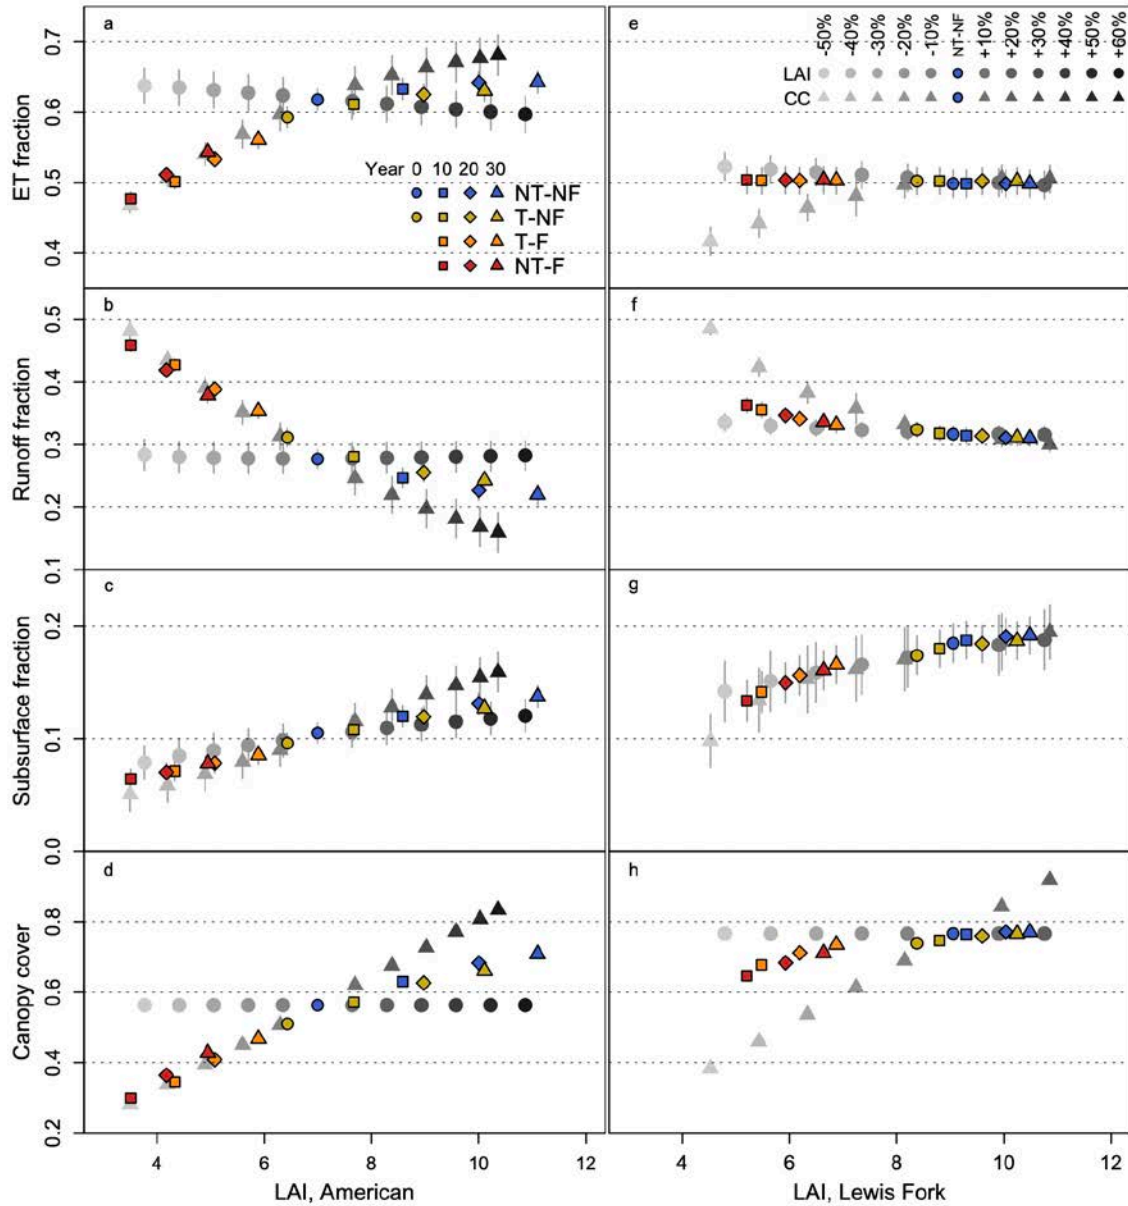 a
ET fraction
0.7
0.6
0.5
0.4
Year 0 10 20 30
NT-NF
T-NF
T-F
NT-F
b
Runoff fraction
0.5
0.4
0.3
0.2
0.1
c
Subsurface fraction
0.2
0.1
0.0
d
Canopy cover
0.8
0.6
0.4
0.2
4 6 8 10 12
LAI, American
e
-50% -40% -30% -20% -10% NT-NF +10% +20% +30% +40% +50% +60%
LAI
CC
f
g
h
4 6 8 10 12
LAI, Lewis Fork